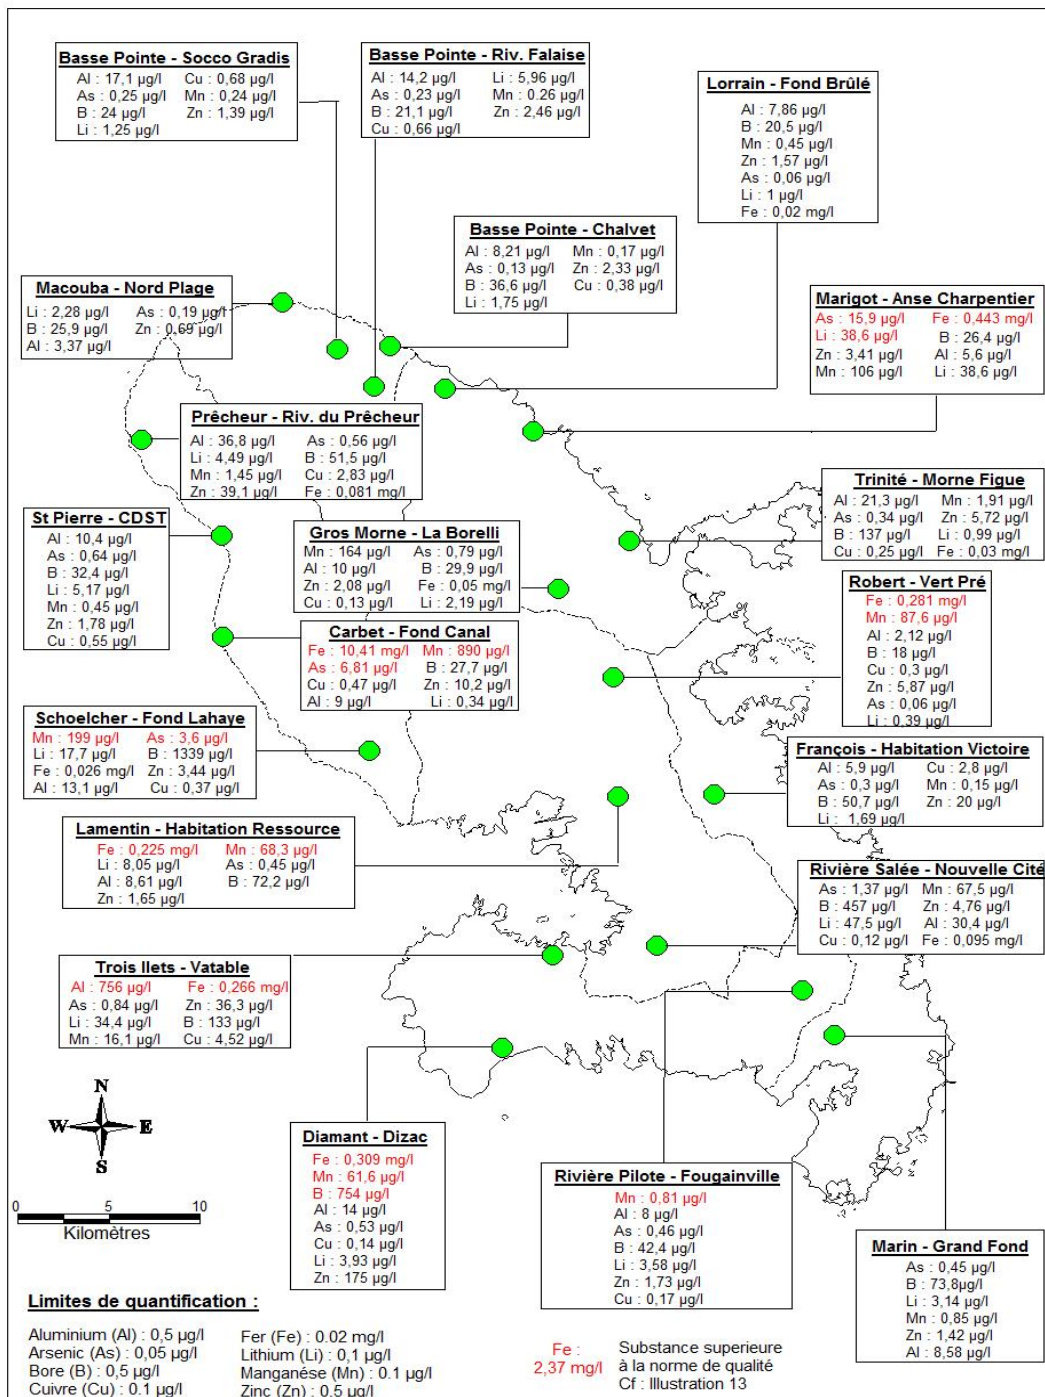 Basse Pointe - Socco Gradis
Al : 17,1 µg/l Cu : 0,68 µg/l
As : 0,25 µg/l Mn : 0,24 µg/l
B : 24 µg/l Zn : 1,39 µg/l
Li : 1,25 µg/l
Basse Pointe - Riv. Falaise
Al : 14,2 µg/l Li : 5,96 µg/l
As : 0,23 µg/l Mn : 0.26 µg/l
B : 21,1 µg/l Zn : 2,46 µg/l
Cu : 0,66 µg/l
Lorrain - Fond Brûlé
Al : 7,86 µg/l
B : 20,5 µg/l
Mn : 0,45 µg/l
Zn : 1,57 µg/l
As : 0,06 µg/l
Li : 1 µg/l
Fe : 0,02 mg/l
Basse Pointe - Chalvet
Al : 8,21 µg/l Mn : 0,17 µg/l
As : 0,13 µg/l Zn : 2,33 µg/l
B : 36,6 µg/l Cu : 0,38 µg/l
Li : 1,75 µg/l
Macouba - Nord Plage
Li : 2,28 µg/l As : 0,19 µg/l
B : 25,9 µg/l Zn : 0,69 µg/l
Al : 3,37 µg/l
Marigot - Anse Charpentier
As : 15,9 µg/l Fe : 0,443 mg/l
Li : 38,6 µg/l B : 26,4 µg/l
Zn : 3,41 µg/l Al : 5,6 µg/l
Mn : 106 µg/l Li : 38,6 µg/l
Prêcheur - Riv. du Prêcheur
Al : 36,8 µg/l As : 0,56 µg/l
Li : 4,49 µg/l B : 51,5 µg/l
Mn : 1,45 µg/l Cu : 2,83 µg/l
Zn : 39,1 µg/l Fe : 0,081 mg/l
Trinité - Morne Figue
Al : 21,3 µg/l Mn : 1,91 µg/l
As : 0,34 µg/l Zn : 5,72 µg/l
B : 137 µg/l Li : 0,99 µg/l
Cu : 0,25 µg/l Fe : 0,03 mg/l
St Pierre - CDST
Al : 10,4 µg/l
As : 0,64 µg/l
B : 32,4 µg/l
Li : 5,17 µg/l
Mn : 0,45 µg/l
Zn : 1,78 µg/l
Cu : 0,55 µg/l
Gros Morne - La Borelli
Mn : 164 µg/l As : 0,79 µg/l
Al : 10 µg/l B : 29,9 µg/l
Zn : 2,08 µg/l Fe : 0,05 mg/l
Cu : 0,13 µg/l Li : 2,19 µg/l
Robert - Vert Pré
Fe : 0,281 mg/l
Mn : 87,6 µg/l
Al : 2,12 µg/l
B : 18 µg/l
Cu : 0,3 µg/l
Zn : 5,87 µg/l
As : 0,06 µg/l
Li : 0,39 µg/l
Carbet - Fond Canal
Fe : 10,41 mg/l Mn : 890 µg/l
As : 6,81 µg/l B : 27,7 µg/l
Cu : 0,47 µg/l Zn : 10,2 µg/l
Al : 9 µg/l Li : 0,34 µg/l
Schoelcher - Fond Lahaye
Mn : 199 µg/l As : 3,6 µg/l
Li : 17,7 µg/l B : 1339 µg/l
Fe : 0,026 mg/l Zn : 3,44 µg/l
Al : 13,1 µg/l Cu : 0,37 µg/l
François - Habitation Victoire
Al : 5,9 µg/l Cu : 2,8 µg/l
As : 0,3 µg/l Mn : 0,15 µg/l
B : 50,7 µg/l Zn : 20 µg/l
Li : 1,69 µg/l
Lamentin - Habitation Ressource
Fe : 0,225 mg/l Mn : 68,3 µg/l
Li : 8,05 µg/l As : 0,45 µg/l
Al : 8,61 µg/l B : 72,2 µg/l
Zn : 1,65 µg/l
Rivière Salée - Nouvelle Cité
As : 1,37 µg/l Mn : 67,5 µg/l
B : 457 µg/l Zn : 4,76 µg/l
Li : 47,5 µg/l Al : 30,4 µg/l
Cu : 0,12 µg/l Fe : 0,095 mg/l
Trois Ilets - Vatable
Al : 756 µg/l Fe : 0,266 mg/l
As : 0,84 µg/l Zn : 36,3 µg/l
Li : 34,4 µg/l B : 133 µg/l
Mn : 16,1 µg/l Cu : 4,52 µg/l
N
W E
S
Diamant - Dizac
Fe : 0,309 mg/l
Mn : 61,6 µg/l
B : 754 µg/l
Al : 14 µg/l
As : 0,53 µg/l
Cu : 0,14 µg/l
Li : 3,93 µg/l
Zn : 175 µg/l
Rivière Pilote - Fougainville
Mn : 0,81 µg/l
Al : 8 µg/l
As : 0,46 µg/l
B : 42,4 µg/l
Li : 3,58 µg/l
Zn : 1,73 µg/l
Cu : 0,17 µg/l
Marin - Grand Fond
As : 0,45 µg/l
B : 73,8µg/l
Li : 3,14 µg/l
Mn : 0,85 µg/l
Zn : 1,42 µg/l
Al : 8,58 µg/l
0 5 10
Kilomètres
Limites de quantification :
Aluminium (Al) : 0,5 µg/l Fer (Fe) : 0.02 mg/l
Arsenic (As) : 0,05 µg/l Lithium (Li) : 0,1 µg/l
Bore (B) : 0,5 µg/l Manganése (Mn) : 0.1 µg/l
Cuivre (Cu) : 0.1 µg/l Zinc (Zn) : 0.5 µg/l
Fe :
2,37 mg/l
Substance superieure
à la norme de qualité
Cf : Illustration 13